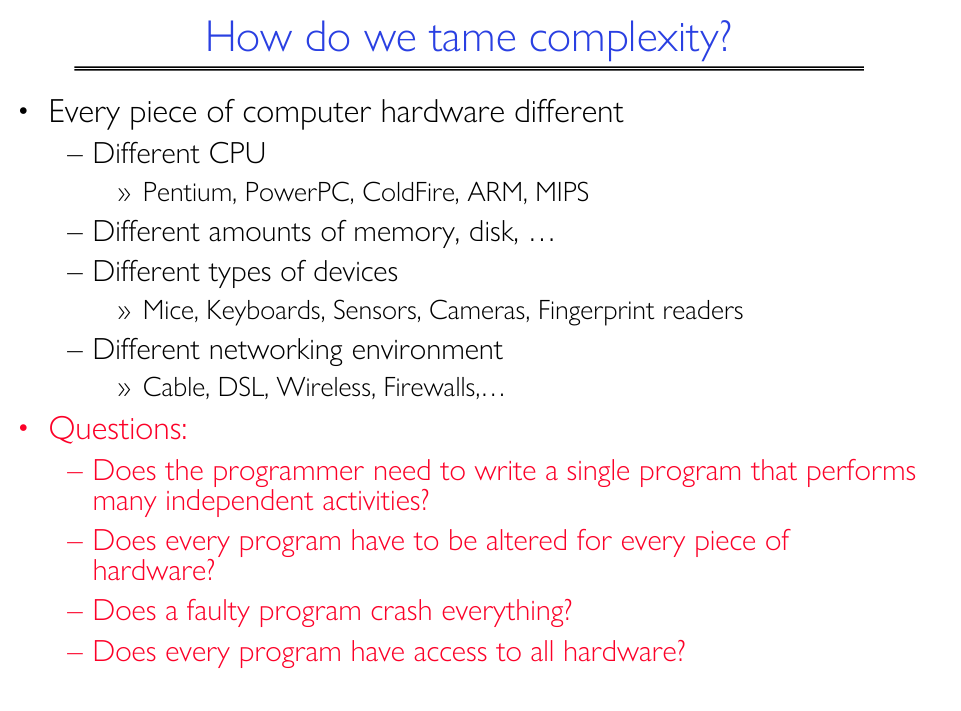 How do we tame complexity?
• Every piece of computer hardware different
– Different CPU
» Pentium, PowerPC, ColdFire, ARM, MIPS
– Different amounts of memory, disk, …
– Different types of devices
» Mice, Keyboards, Sensors, Cameras, Fingerprint readers
– Different networking environment
» Cable, DSL, Wireless, Firewalls,…
• Questions:
– Does the programmer need to write a single program that performs
many independent activities?
– Does every program have to be altered for every piece of
hardware?
– Does a faulty program crash everything?
– Does every program have access to all hardware?